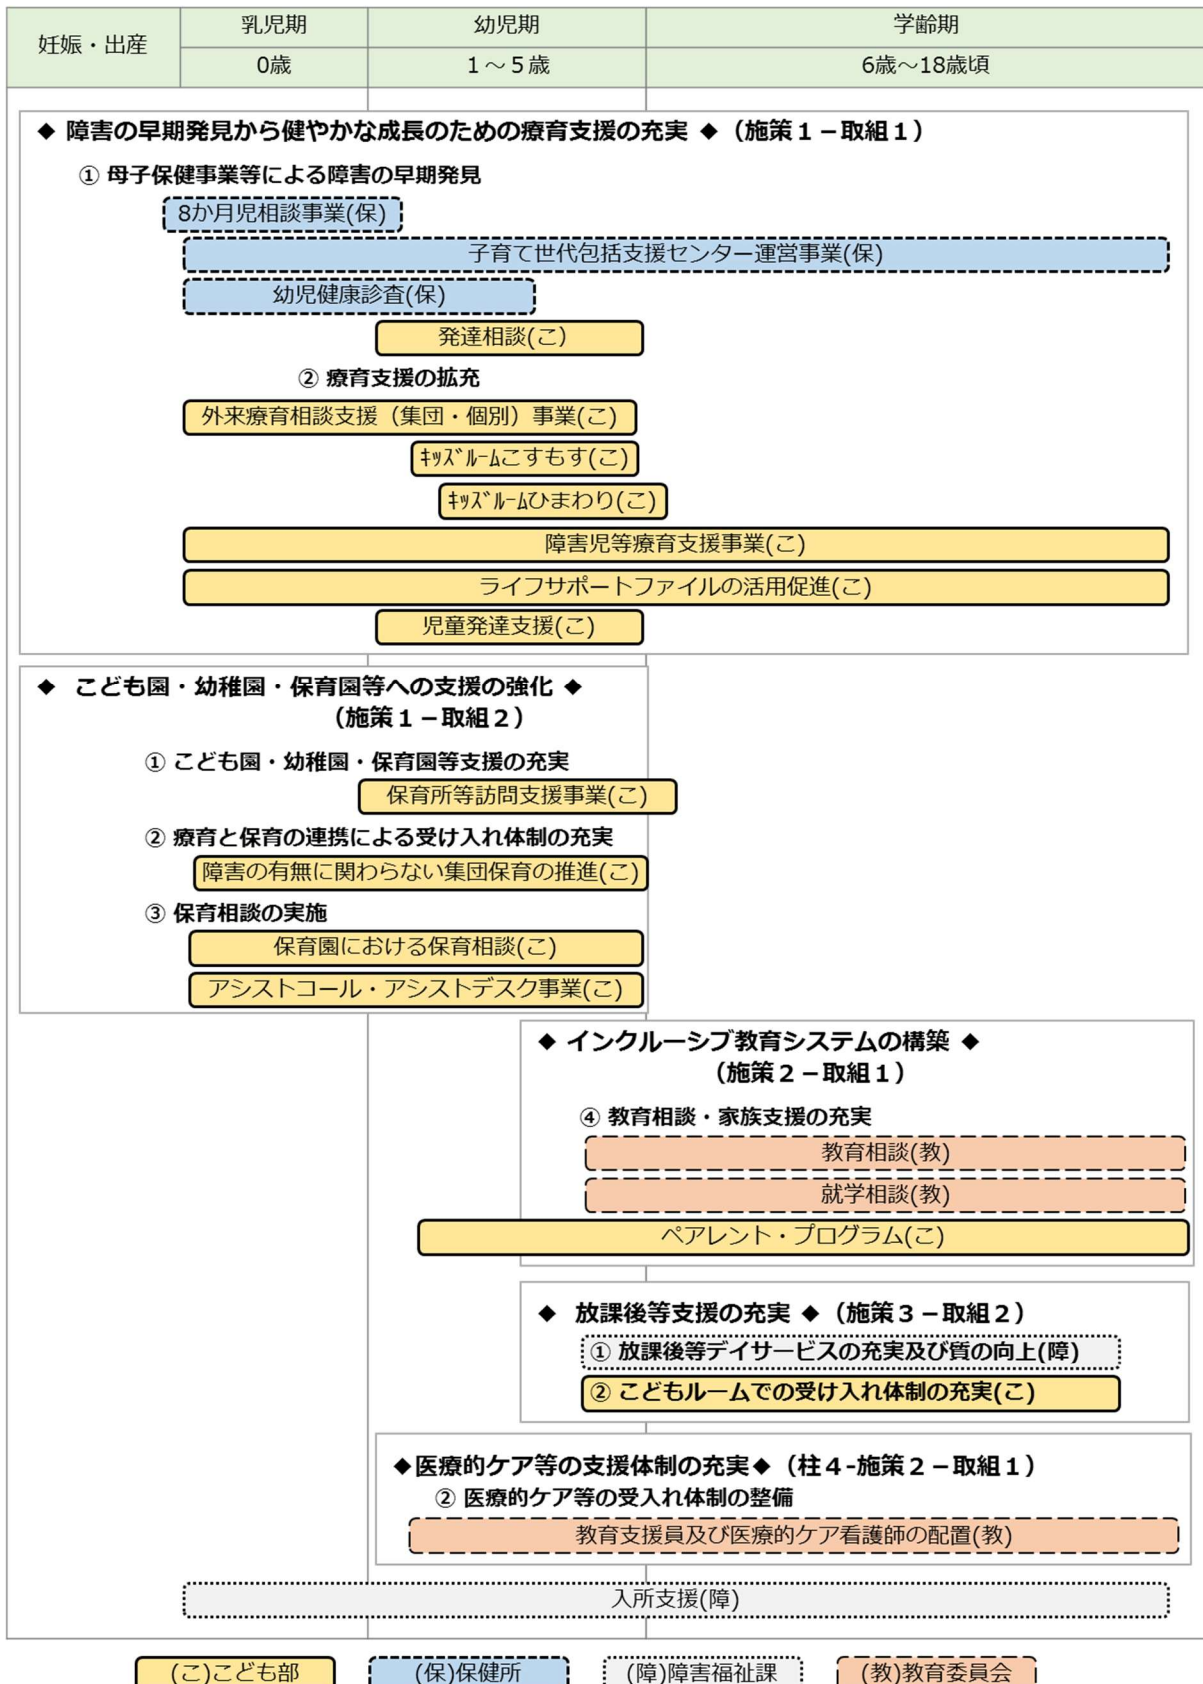 妊娠・出産
乳児期
幼児期
学齢期
0歳
1～5歳
6歳～18歳頃
◆ 障害の早期発見から健やかな成長のための療育支援の充実 ◆（施策１－取組１）
① 母子保健事業等による障害の早期発見
8か月児相談事業(保)
子育て世代包括支援センター運営事業(保)
幼児健康診査(保)
発達相談(こ)
② 療育支援の拡充
外来療育相談支援（集団・個別）事業(こ)
ｷｯｽﾞﾙｰﾑこすもす(こ)
ｷｯｽﾞﾙｰﾑひまわり(こ)
障害児等療育支援事業(こ)
ライフサポートファイルの活用促進(こ)
児童発達支援(こ)
◆ こども園・幼稚園・保育園等への支援の強化 ◆
（施策１－取組２）
① こども園・幼稚園・保育園等支援の充実
保育所等訪問支援事業(こ)
② 療育と保育の連携による受け入れ体制の充実
障害の有無に関わらない集団保育の推進(こ)
③ 保育相談の実施
保育園における保育相談(こ)
アシストコール・アシストデスク事業(こ)
◆ インクルーシブ教育システムの構築 ◆
（施策２－取組１）
④ 教育相談・家族支援の充実
教育相談(教)
就学相談(教)
ペアレント・プログラム(こ)
◆ 放課後等支援の充実 ◆（施策３－取組２）
① 放課後等デイサービスの充実及び質の向上(障)
② こどもルームでの受け入れ体制の充実(こ)
◆医療的ケア等の支援体制の充実◆（柱４-施策２－取組１）
② 医療的ケア等の受入れ体制の整備
教育支援員及び医療的ケア看護師の配置(教)
入所支援(障)
(こ)こども部
(保)保健所
(障)障害福祉課
(教)教育委員会